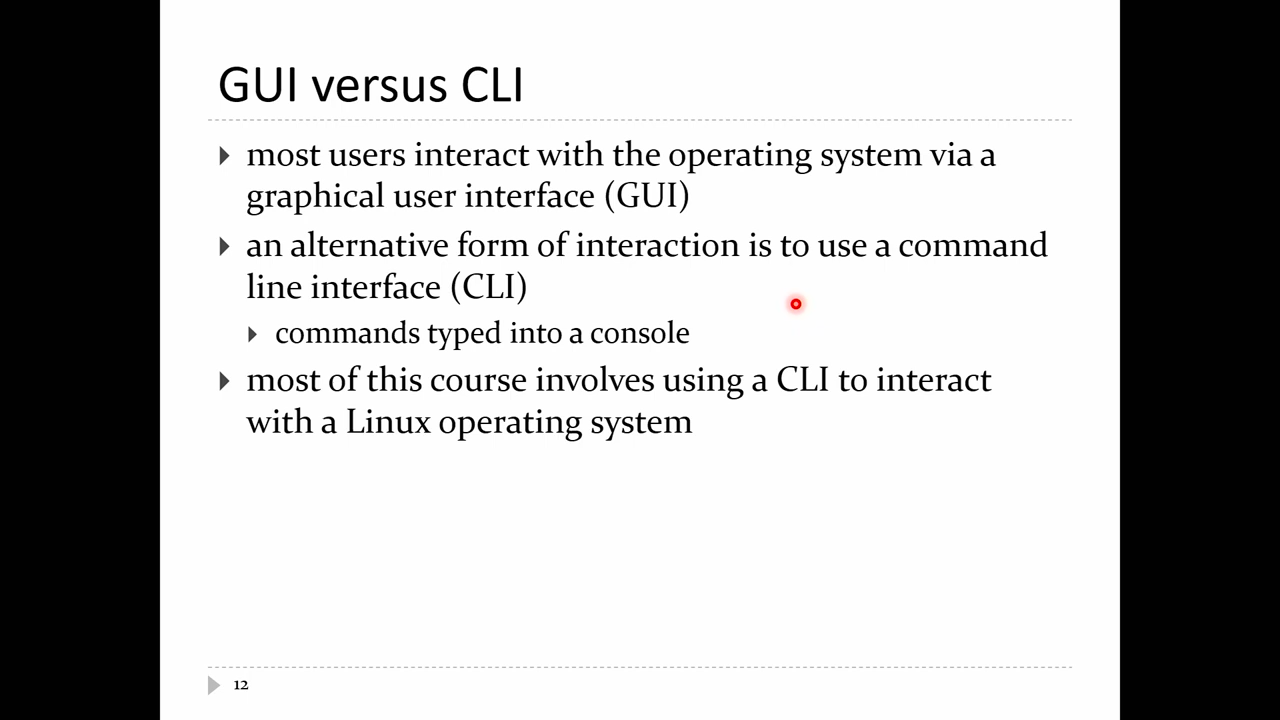 GUI versus CLI
most users interact with the operating system via a
graphical user interface (GUI)
an alternative form of interaction is to use a command
line interface (CLI)
commands typed into a console
most of this course involves using a CLI to interact
with a Linux operating system
12